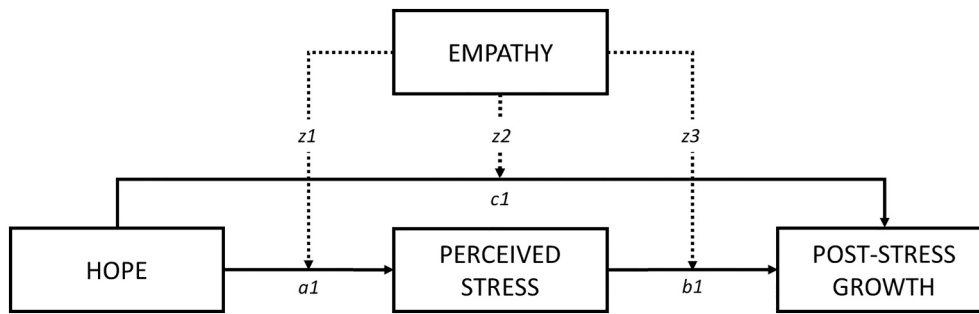 EMPATHY
z1
z2
z3
c1
HOPE
PERCEIVED
STRESS
POST-STRESS
GROWTH
a1
b1